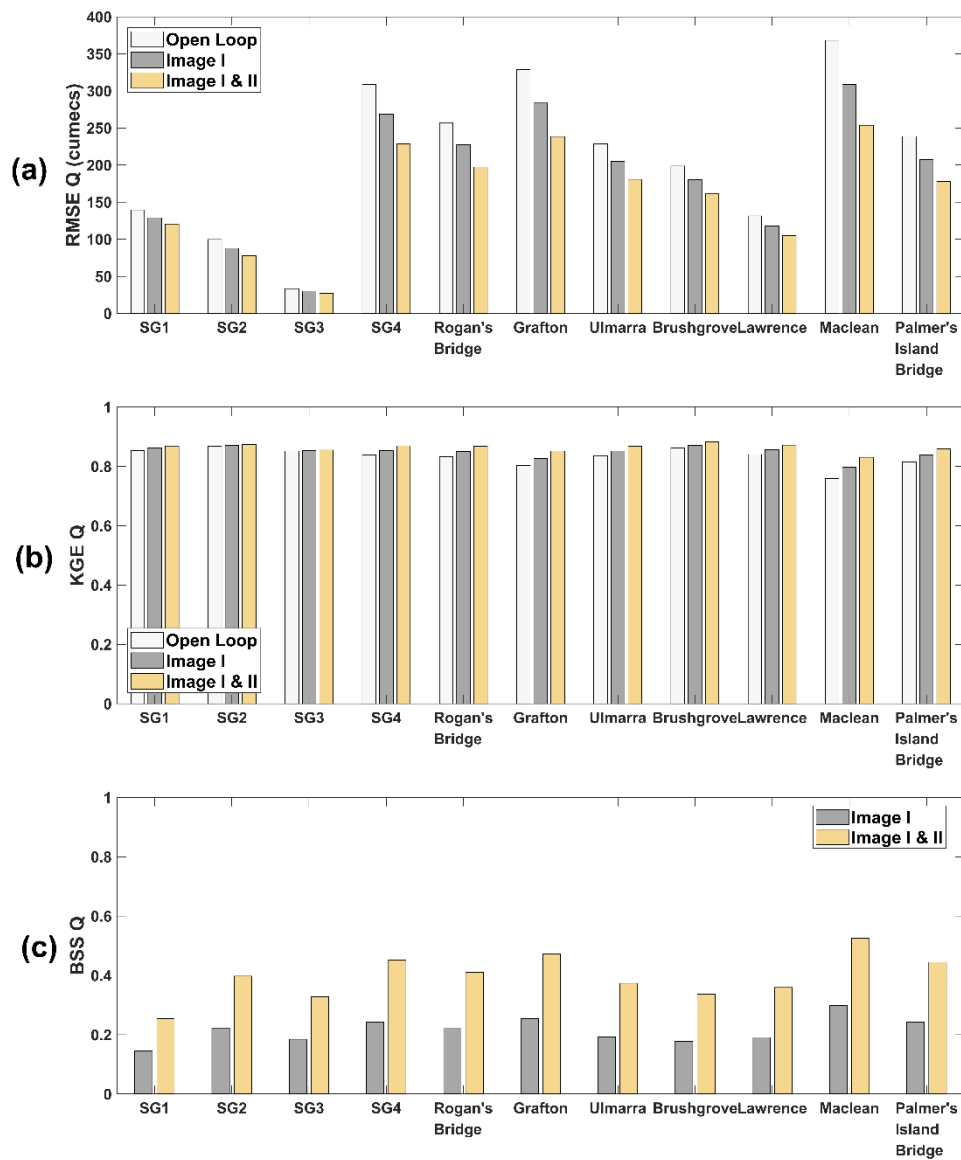 (a)
RMSE Q (cumecs)
400
350
300
250
200
150
100
50
0
Open Loop
Image I
Image I & II
SG1 SG2 SG3 SG4 Rogan's Grafton Ulmarra Brushgrove Lawrence Maclean Palmer's
Bridge Island
Bridge
(b)
KGE Q
1
0.8
0.6
0.4
0.2
0
Open Loop
Image I
Image I & II
SG1 SG2 SG3 SG4 Rogan's Grafton Ulmarra Brushgrove Lawrence Maclean Palmer's
Bridge Island
Bridge
(c)
BSS Q
1
0.8
0.6
0.4
0.2
0
Image I
Image I & II
SG1 SG2 SG3 SG4 Rogan's Grafton Ulmarra Brushgrove Lawrence Maclean Palmer's
Bridge Island
Bridge